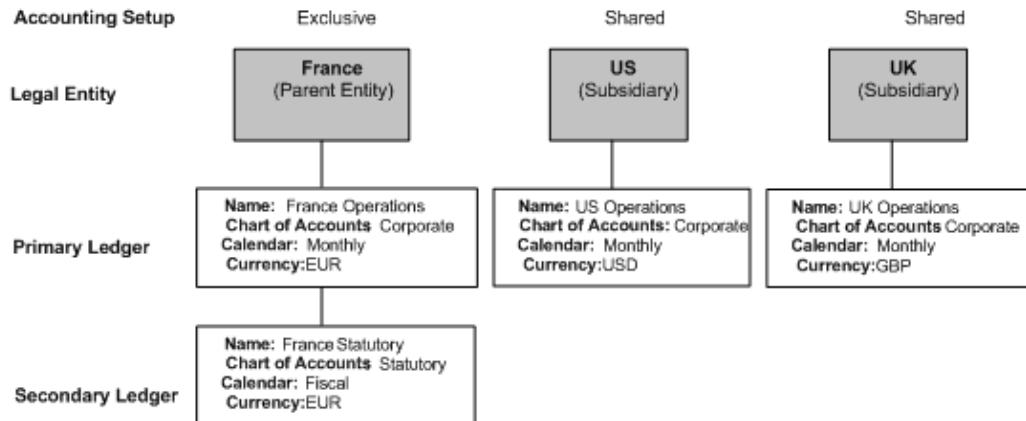 Accounting Setup Exclusive Shared Shared
Legal Entity
France
(Parent Entity)
US
(Subsidiary)
UK
(Subsidiary)
Primary Ledger
Name: France Operations
Chart of Accounts Corporate
Calendar: Monthly
Currency:EUR
Name: US Operations
Chart of Accounts: Corporate
Calendar: Monthly
Currency:USD
Name: UK Operations
Chart of Accounts Corporate
Calendar: Monthly
Currency:GBP
Secondary Ledger
Name: France Statutory
Chart of Accounts Statutory
Calendar: Fiscal
Currency:EUR